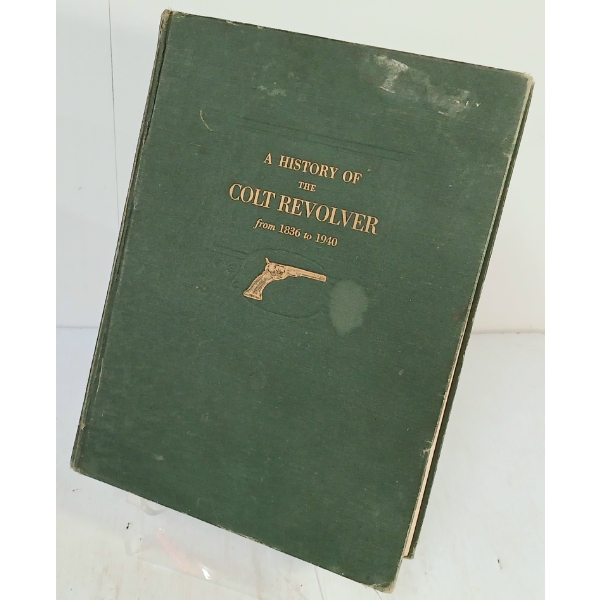 A HISTORY OF
THE
COLT REVOLVER
from 1836 to 1940